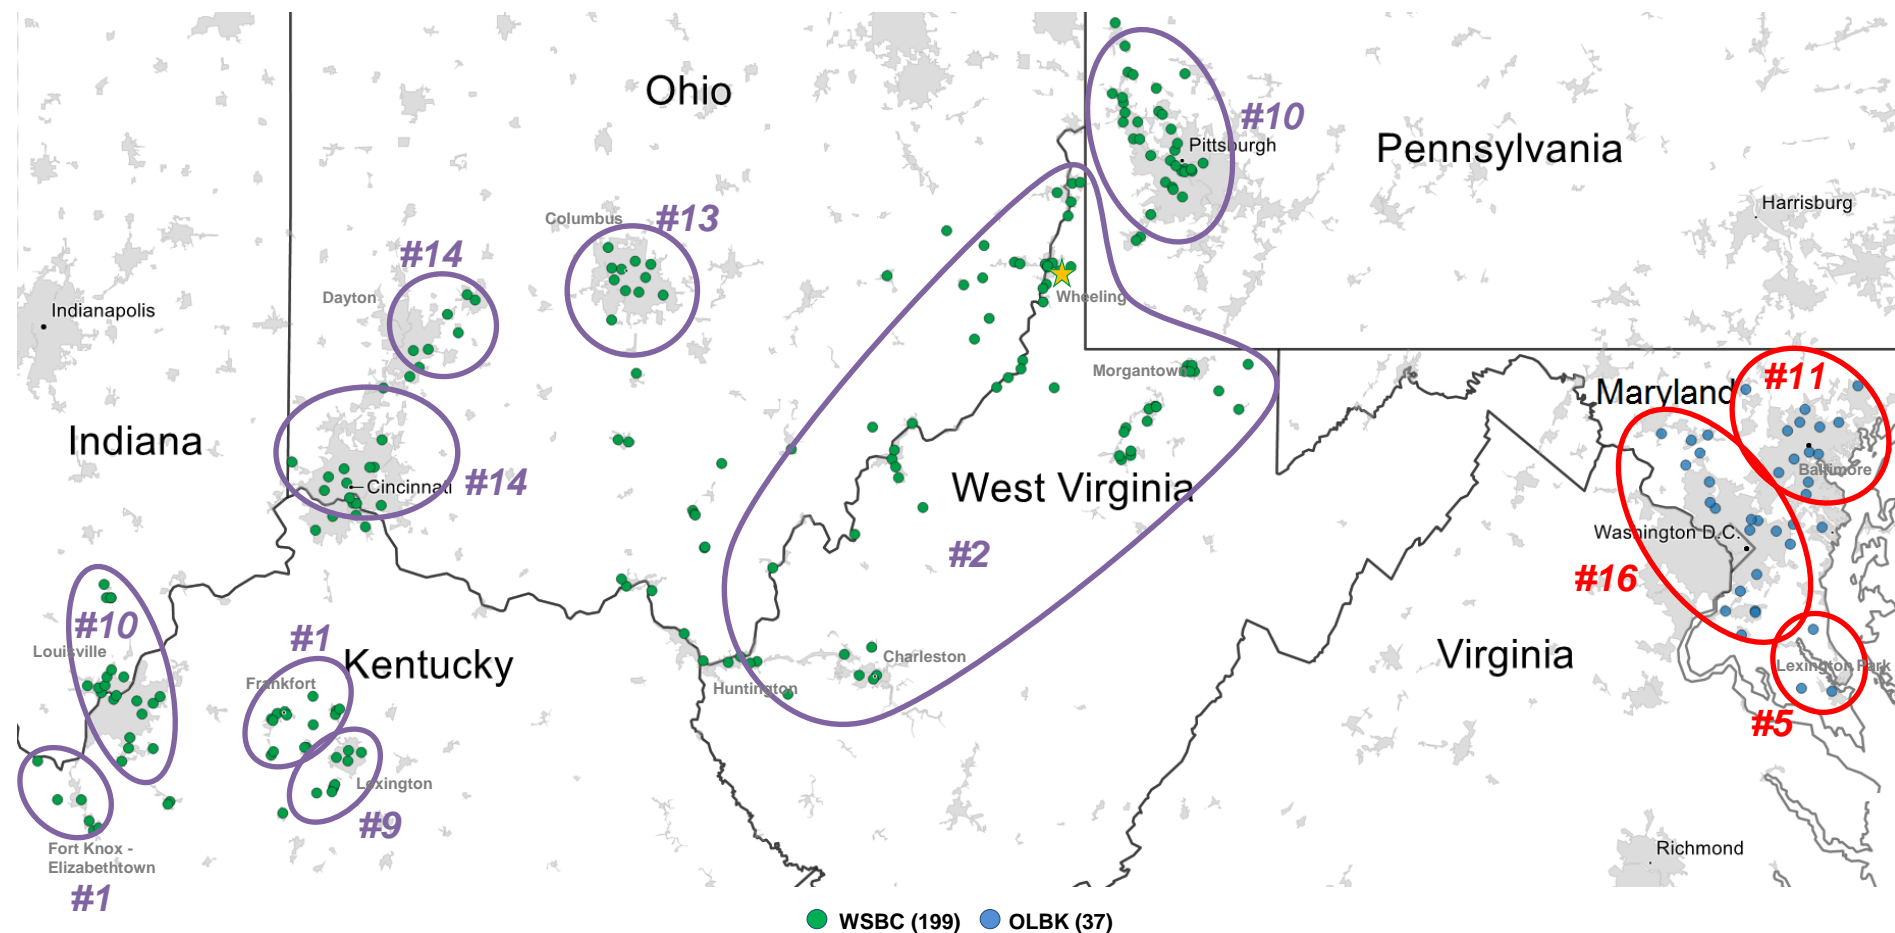 Ohio
#10
Pittsburgh
Pennsylvania
Harrisburg
Columbus
#13
#14
Dayton
Indianapolis
Wheeling
Morgantown
Maryland
#11
Indiana
Baltimore
Cincinnati
#14
West Virginia
#2
Washington D.C.
#16
#10
Louisville
#1
Kentucky
Frankfort
Charleston
Huntington
Virginia
Lexington Park
#5
Lexington
#9
Fort Knox -
Elizabethtown
#1
Richmond
WSBC (199)
OLBK (37)